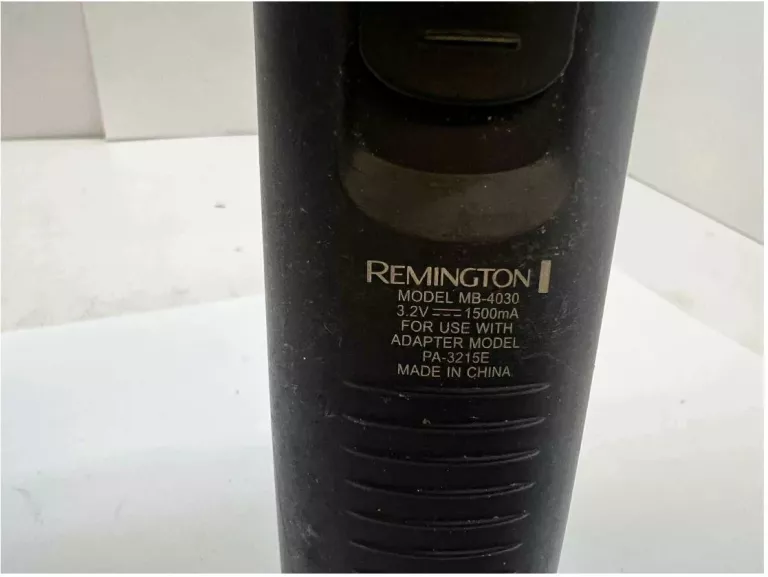 REMINGTON
MODEL MB-4030
3.2V ⎓ 1500mA
FOR USE WITH
ADAPTER MODEL
PA-3215E
MADE IN CHINA